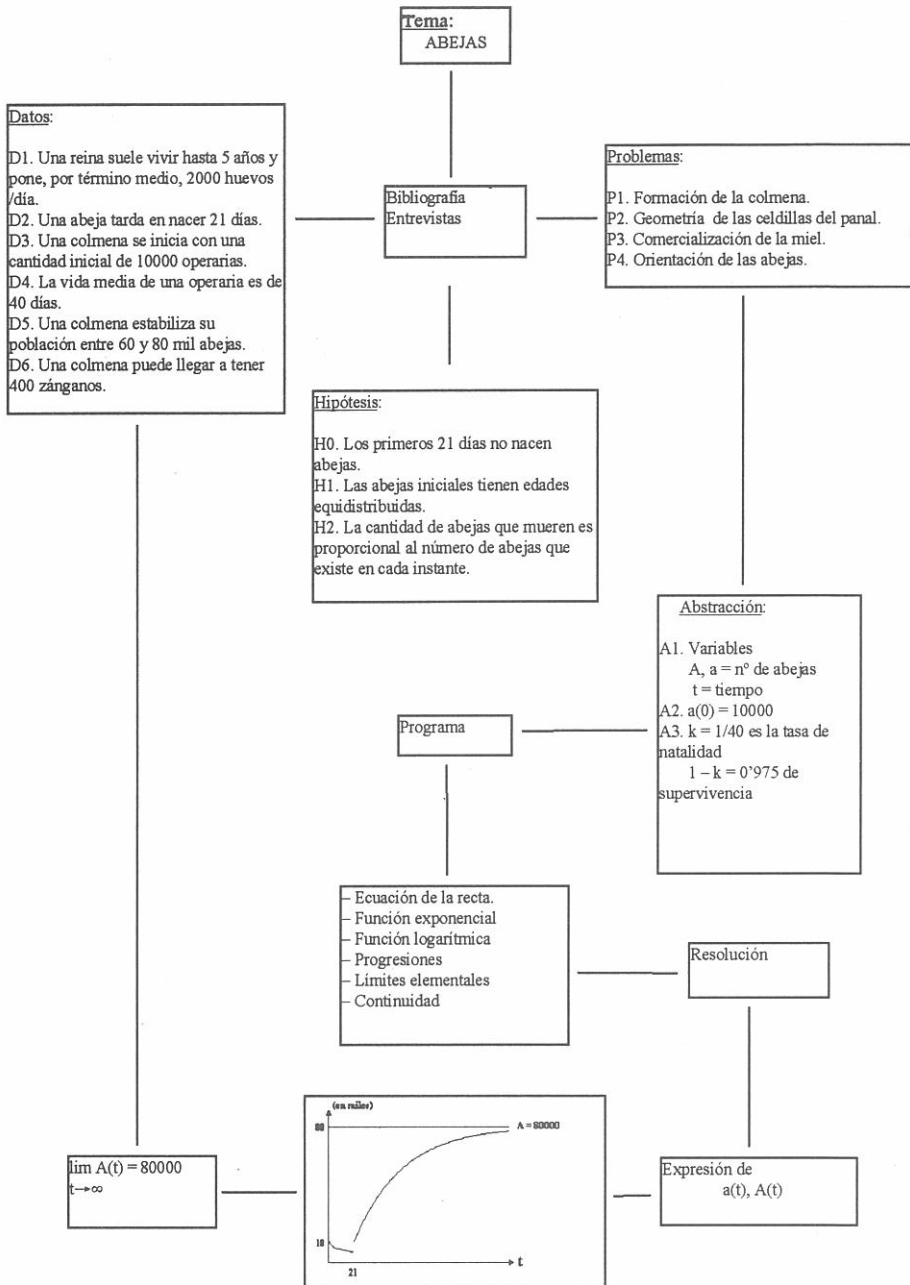 Tema:
ABEJAS
Datos:
D1. Una reina suele vivir hasta 5 años y
pone, por término medio, 2000 huevos
/día.
D2. Una abeja tarda en nacer 21 días.
D3. Una colmena se inicia con una
cantidad inicial de 10000 operarias.
D4. La vida media de una operaria es de
40 días.
D5. Una colmena estabiliza su
población entre 60 y 80 mil abejas.
D6. Una colmena puede llegar a tener
400 zánganos.
Bibliografía
Entrevistas
Problemas:
P1. Formación de la colmena.
P2. Geometría de las celdillas del panal.
P3. Comercialización de la miel.
P4. Orientación de las abejas.
Hipótesis:
H0. Los primeros 21 días no nacen
abejas.
H1. Las abejas iniciales tienen edades
equidistribuidas.
H2. La cantidad de abejas que mueren es
proporcional al número de abejas que
existe en cada instante.
Abstracción:
A1. Variables
A, a = nº de abejas
t = tiempo
A2. a(0) = 10000
A3. k = 1/40 es la tasa de
natalidad
1 – k = 0’975 de
supervivencia
Programa
– Ecuación de la recta.
– Función exponencial
– Función logarítmica
– Progresiones
– Límites elementales
– Continuidad
Resolución
lim A(t) = 80000
t→∞
(en miles)
80
A = 80000
10
21
t
Expresión de
a(t), A(t)